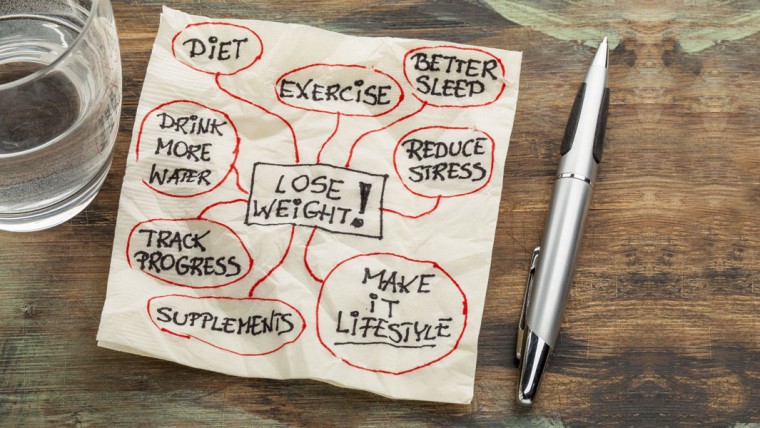 DiET
EXERCISE
BETTER
SLEEP
DRiNK
MORE
WATER
REDUCE
STRESS
LOSE
WEiGHT!
TRACK
PROGRESS
MAKE
iT
LIFESTYLE
SUPPLEMENTS